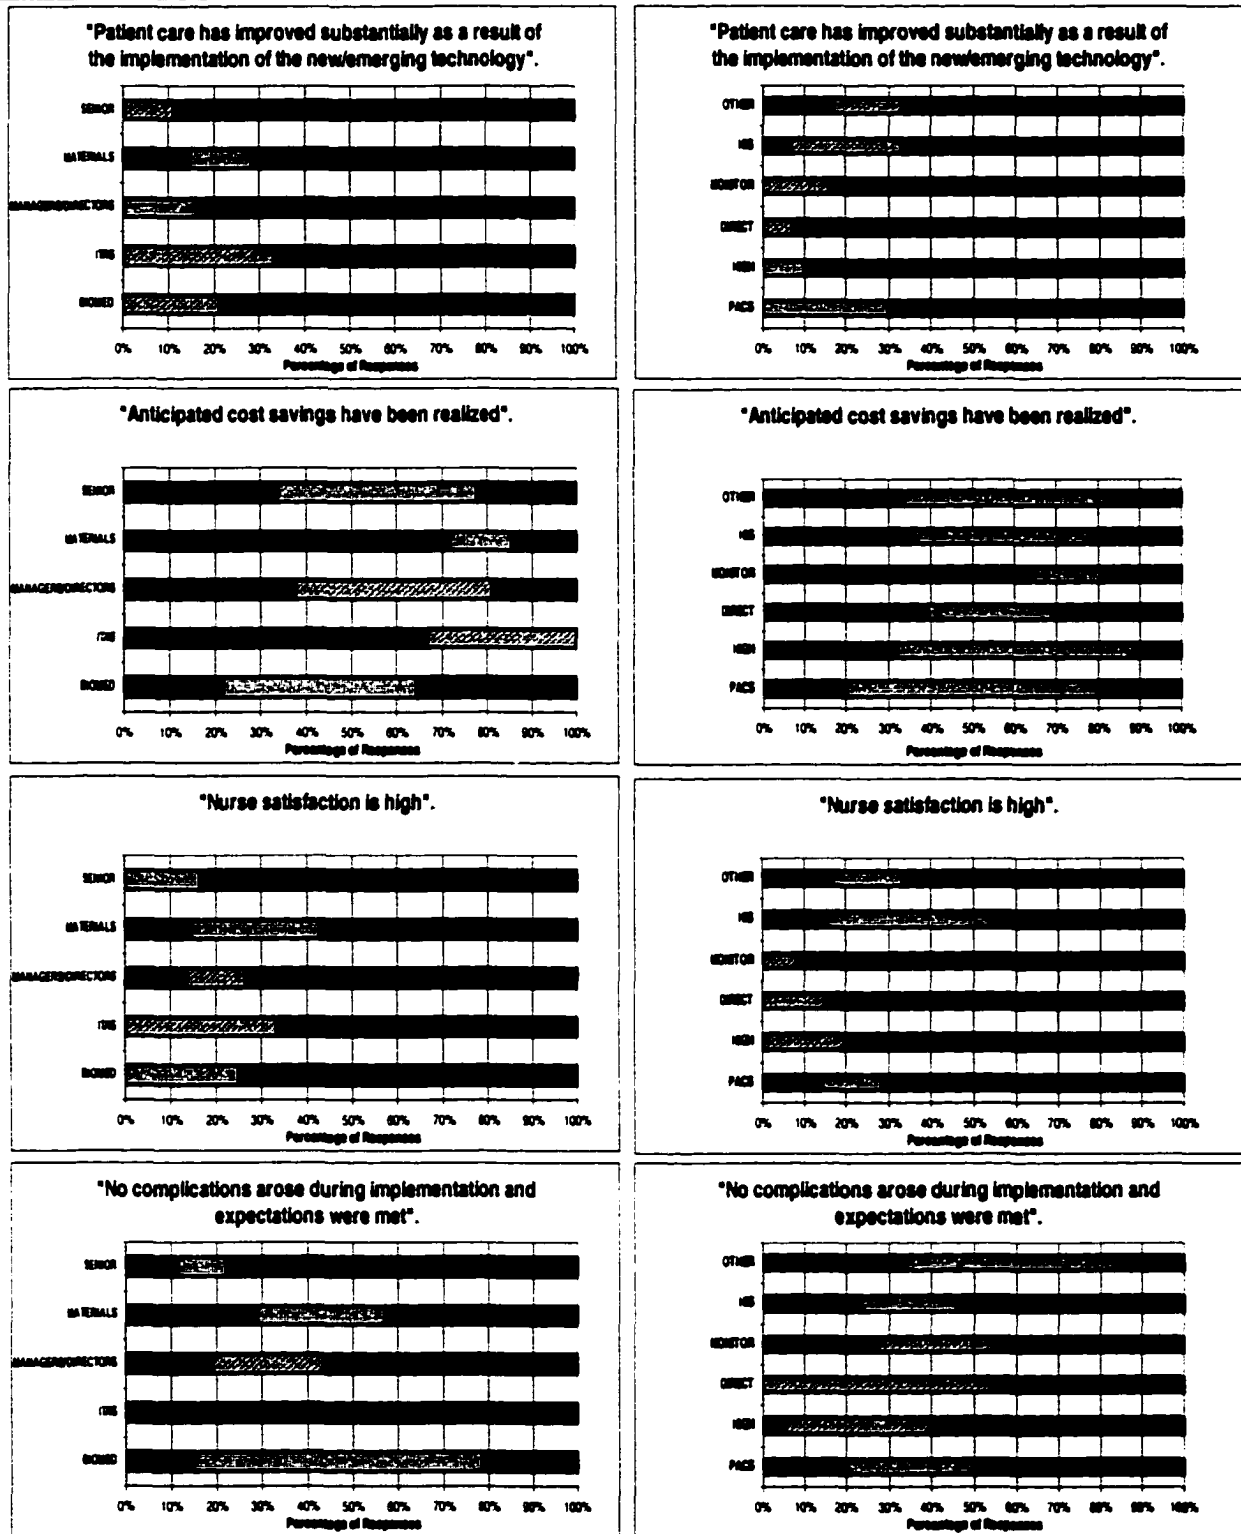 "Patient care has improved substantially as a result of
the implementation of the new/emerging technology".
SENIOR
MATERIALS
MANAGERS/DIRECTORS
IT/IS
BIOMED
0% 10% 20% 30% 40% 50% 60% 70% 80% 90% 100%
Percentage of Responses
"Patient care has improved substantially as a result of
the implementation of the new/emerging technology".
OTHER
HIS
MONITOR
DIRECT
HIGH
PACS
0% 10% 20% 30% 40% 50% 60% 70% 80% 90% 100%
Percentage of Responses
"Anticipated cost savings have been realized".
SENIOR
MATERIALS
MANAGERS/DIRECTORS
IT/IS
BIOMED
0% 10% 20% 30% 40% 50% 60% 70% 80% 90% 100%
Percentage of Responses
"Anticipated cost savings have been realized".
OTHER
HIS
MONITOR
DIRECT
HIGH
PACS
0% 10% 20% 30% 40% 50% 60% 70% 80% 90% 100%
Percentage of Responses
"Nurse satisfaction is high".
SENIOR
MATERIALS
MANAGERS/DIRECTORS
IT/IS
BIOMED
0% 10% 20% 30% 40% 50% 60% 70% 80% 90% 100%
Percentage of Responses
"Nurse satisfaction is high".
OTHER
HIS
MONITOR
DIRECT
HIGH
PACS
0% 10% 20% 30% 40% 50% 60% 70% 80% 90% 100%
Percentage of Responses
"No complications arose during implementation and
expectations were met".
SENIOR
MATERIALS
MANAGERS/DIRECTORS
IT/IS
BIOMED
0% 10% 20% 30% 40% 50% 60% 70% 80% 90% 100%
Percentage of Responses
"No complications arose during implementation and
expectations were met".
OTHER
HIS
MONITOR
DIRECT
HIGH
PACS
0% 10% 20% 30% 40% 50% 60% 70% 80% 90% 100%
Percentage of Responses